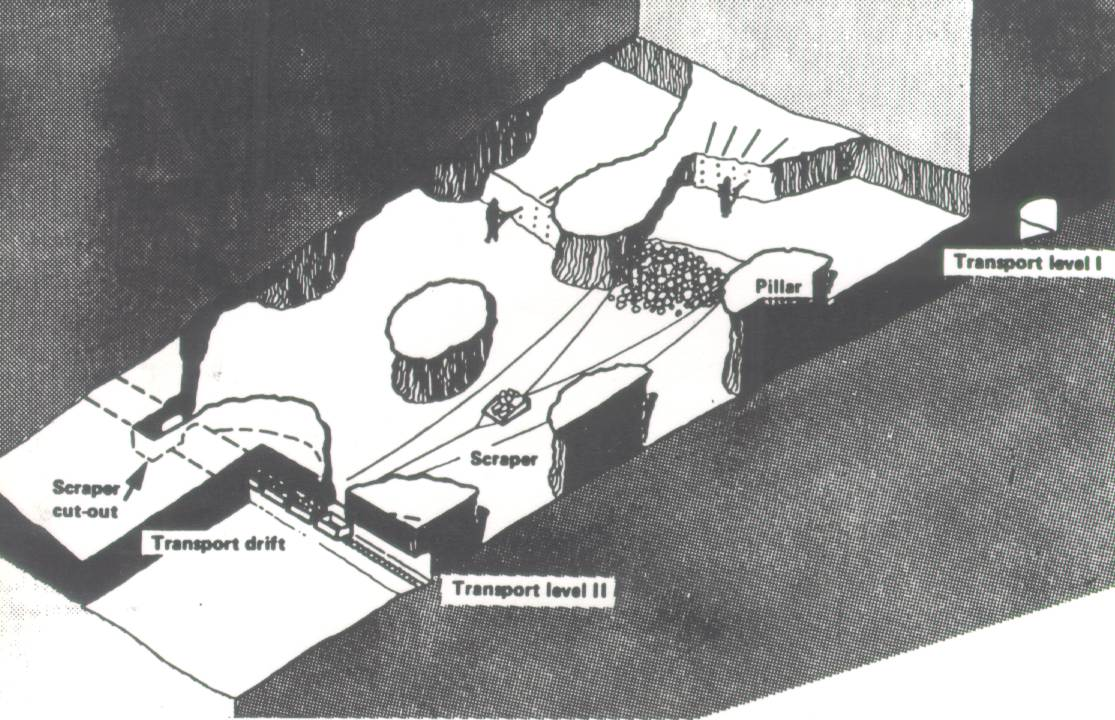 Transport level I
Pillar
Scraper
Scraper
cut-out
Transport drift
Transport level II